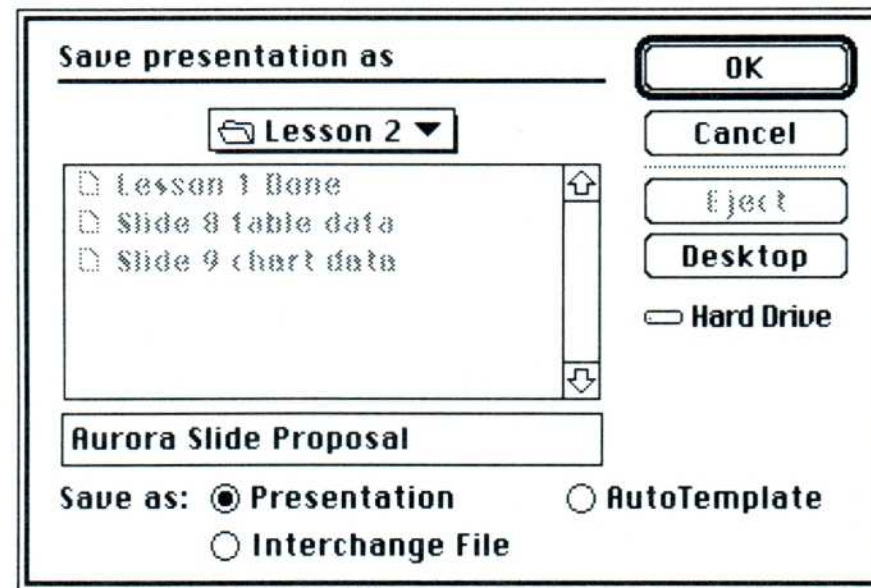 Save presentation as
Lesson 2
Lesson 1 Done
Slide 8 table data
Slide 9 chart data
Aurora Slide Proposal
Save as: Presentation AutoTemplate
Interchange File
OK
Cancel
Eject
Desktop
Hard Drive